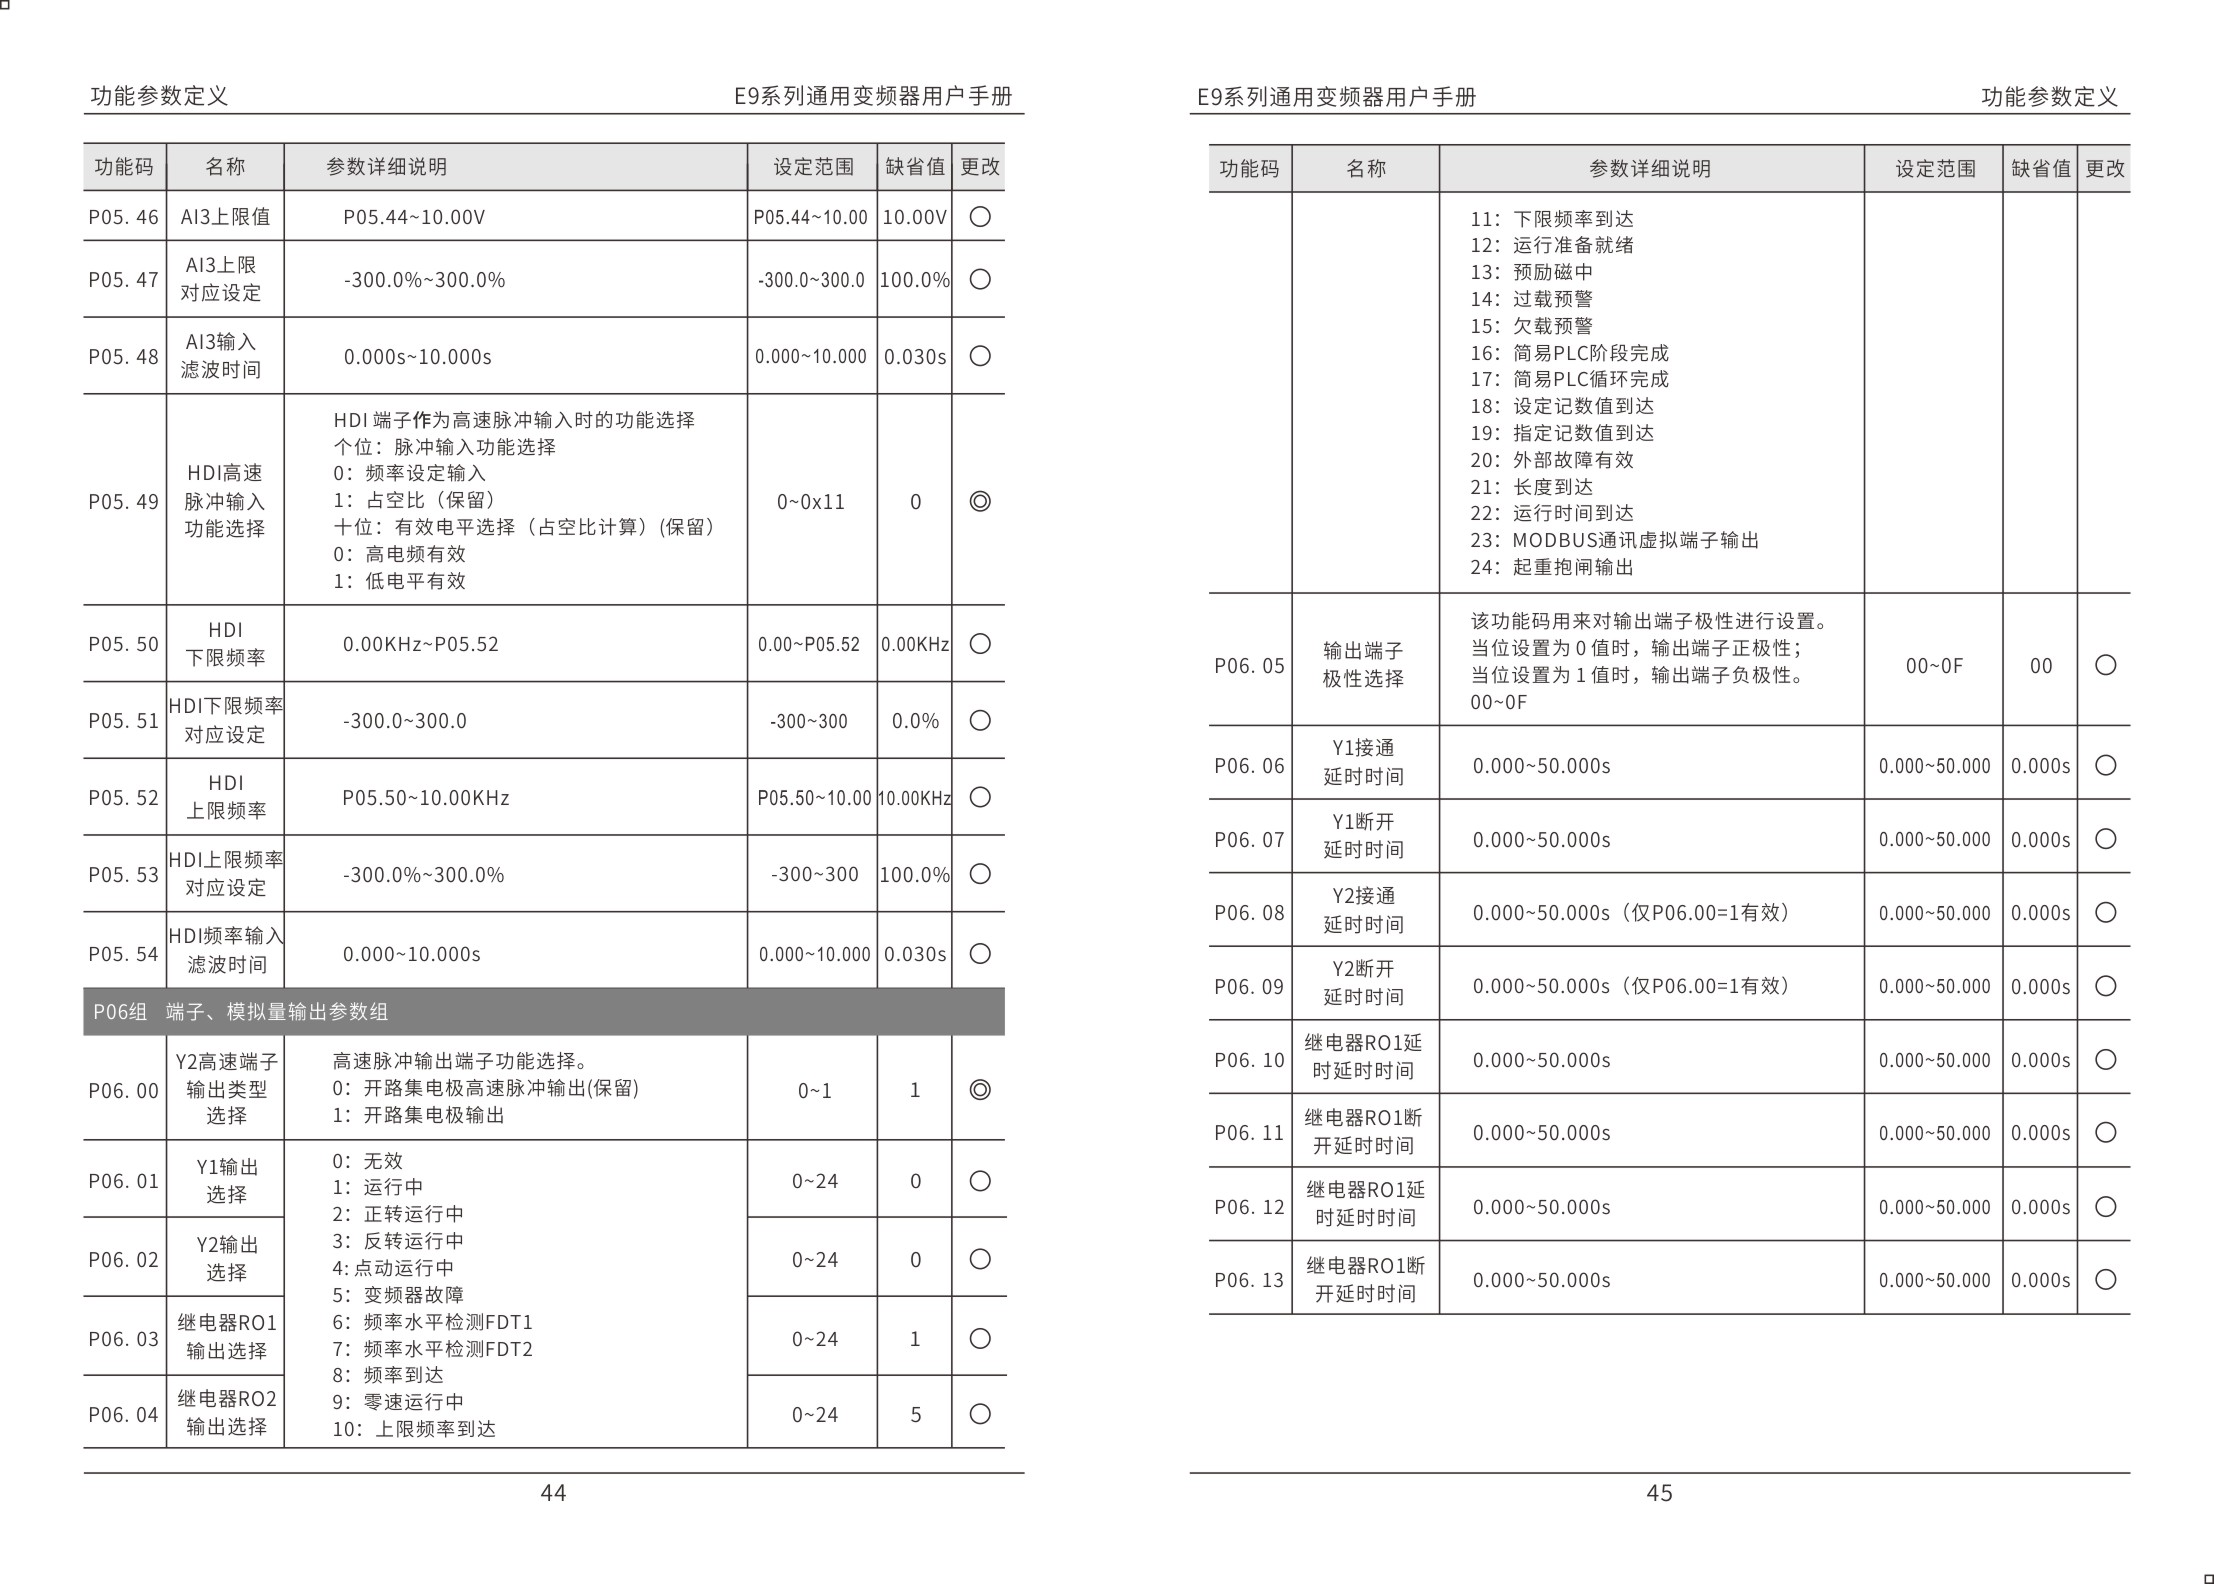 功能参数定义 E9系列通用变频器用户手册
功能码 名称 参数详细说明 设定范围 缺省值 更改
P05. 46 AI3上限值 P05.44~10.00V P05.44~10.00 10.00V ○
P05. 47 AI3上限 对应设定 -300.0%~300.0% -300.0~300.0 100.0% ○
P05. 48 AI3输入 滤波时间 0.000s~10.000s 0.000~10.000 0.030s ○
P05. 49 HDI高速 脉冲输入 功能选择
HDI 端子作为高速脉冲输入时的功能选择
个位：脉冲输入功能选择
0：频率设定输入
1：占空比（保留）
十位：有效电平选择（占空比计算）(保留）
0：高电频有效
1：低电平有效
0~0x11 0 ◎
P05. 50 HDI 下限频率 0.00KHz~P05.52 0.00~P05.52 0.00KHz ○
P05. 51 HDI下限频率 对应设定 -300.0~300.0 -300~300 0.0% ○
P05. 52 HDI 上限频率 P05.50~10.00KHz P05.50~10.00 10.00KHz ○
P05. 53 HDI上限频率 对应设定 -300.0%~300.0% -300~300 100.0% ○
P05. 54 HDI频率输入 滤波时间 0.000~10.000s 0.000~10.000 0.030s ○
P06组 端子、模拟量输出参数组
P06. 00 Y2高速端子 输出类型 选择
高速脉冲输出端子功能选择。
0：开路集电极高速脉冲输出(保留)
1：开路集电极输出
0~1 1 ◎
P06. 01 Y1输出 选择 0~24 0 ○
P06. 02 Y2输出 选择 0~24 0 ○
P06. 03 继电器RO1 输出选择 0~24 1 ○
P06. 04 继电器RO2 输出选择 0~24 5 ○
0：无效
1：运行中
2：正转运行中
3：反转运行中
4: 点动运行中
5：变频器故障
6：频率水平检测FDT1
7：频率水平检测FDT2
8：频率到达
9：零速运行中
10：上限频率到达
44
E9系列通用变频器用户手册 功能参数定义
功能码 名称 参数详细说明 设定范围 缺省值 更改
11：下限频率到达
12：运行准备就绪
13：预励磁中
14：过载预警
15：欠载预警
16：简易PLC阶段完成
17：简易PLC循环完成
18：设定记数值到达
19：指定记数值到达
20：外部故障有效
21：长度到达
22：运行时间到达
23：MODBUS通讯虚拟端子输出
24：起重抱闸输出
P06. 05 输出端子 极性选择
该功能码用来对输出端子极性进行设置。
当位设置为 0 值时，输出端子正极性；
当位设置为 1 值时，输出端子负极性。
00~0F
00~0F 00 ○
P06. 06 Y1接通 延时时间 0.000~50.000s 0.000~50.000 0.000s ○
P06. 07 Y1断开 延时时间 0.000~50.000s 0.000~50.000 0.000s ○
P06. 08 Y2接通 延时时间 0.000~50.000s（仅P06.00=1有效） 0.000~50.000 0.000s ○
P06. 09 Y2断开 延时时间 0.000~50.000s（仅P06.00=1有效） 0.000~50.000 0.000s ○
P06. 10 继电器RO1延 时延时时间 0.000~50.000s 0.000~50.000 0.000s ○
P06. 11 继电器RO1断 开延时时间 0.000~50.000s 0.000~50.000 0.000s ○
P06. 12 继电器RO1延 时延时时间 0.000~50.000s 0.000~50.000 0.000s ○
P06. 13 继电器RO1断 开延时时间 0.000~50.000s 0.000~50.000 0.000s ○
45